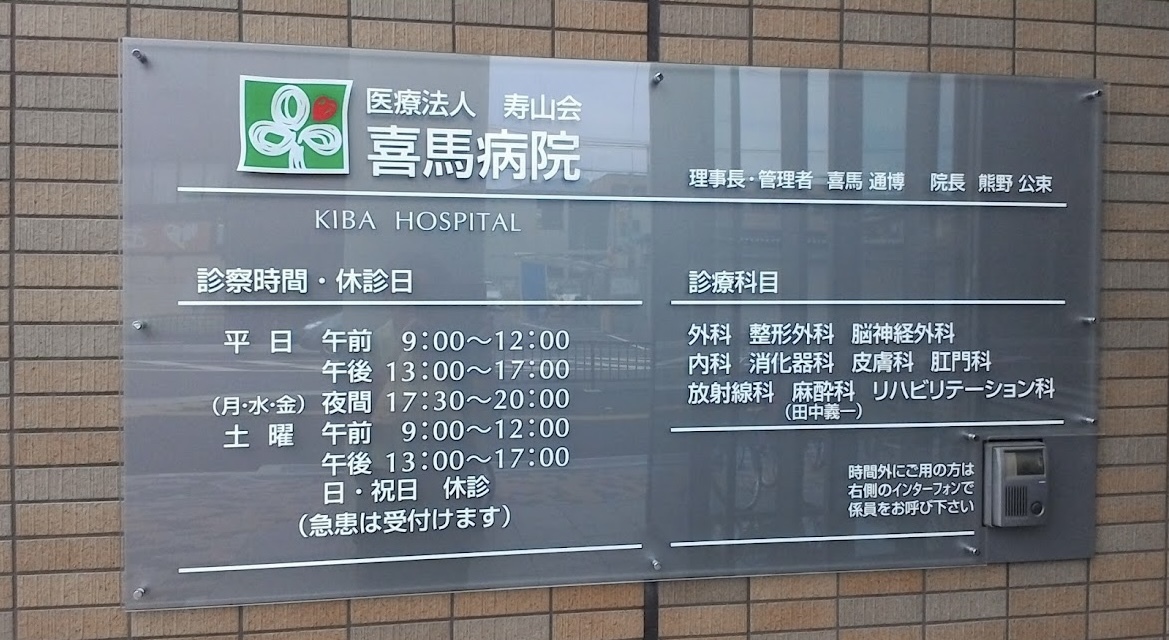 医療法人 寿山会
喜馬病院
KIBA HOSPITAL
理事長・管理者 喜馬 通博 院長 熊野 公束
診察時間・休診日
平 日 午前 9:00〜12:00
午後 13:00〜17:00
(月・水・金) 夜間 17:30〜20:00
土 曜 午前 9:00〜12:00
午後 13:00〜17:00
日・祝日 休診
(急患は受付けます)
診療科目
外科 整形外科 脳神経外科
内科 消化器科 皮膚科 肛門科
放射線科 麻酔科 リハビリテーション科
(田中義一)
時間外にご用の方は
右側のインターフォンで
係員をお呼び下さい